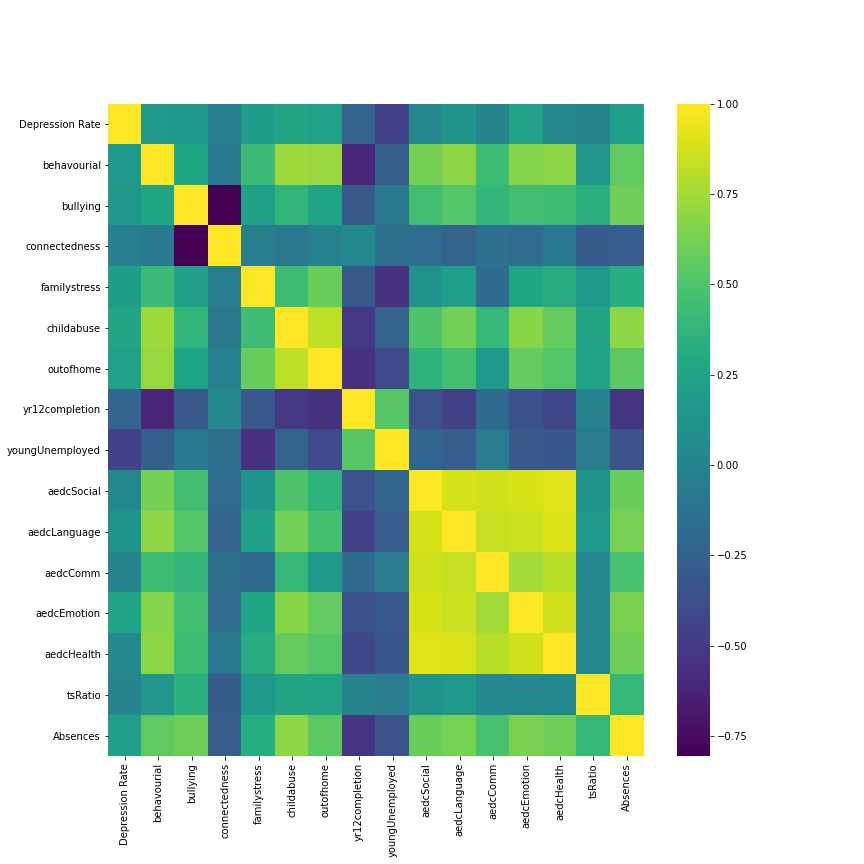 Depression Rate
behavourial
bullying
connectedness
familystress
childabuse
outofhome
yr12completion
youngUnemployed
aedcSocial
aedcLanguage
aedcComm
aedcEmotion
aedcHealth
tsRatio
Absences
Depression Rate
behavourial
bullying
connectedness
familystress
childabuse
outofhome
yr12completion
youngUnemployed
aedcSocial
aedcLanguage
aedcComm
aedcEmotion
aedcHealth
tsRatio
Absences
1.00
0.75
0.50
0.25
0.00
−0.25
−0.50
−0.75